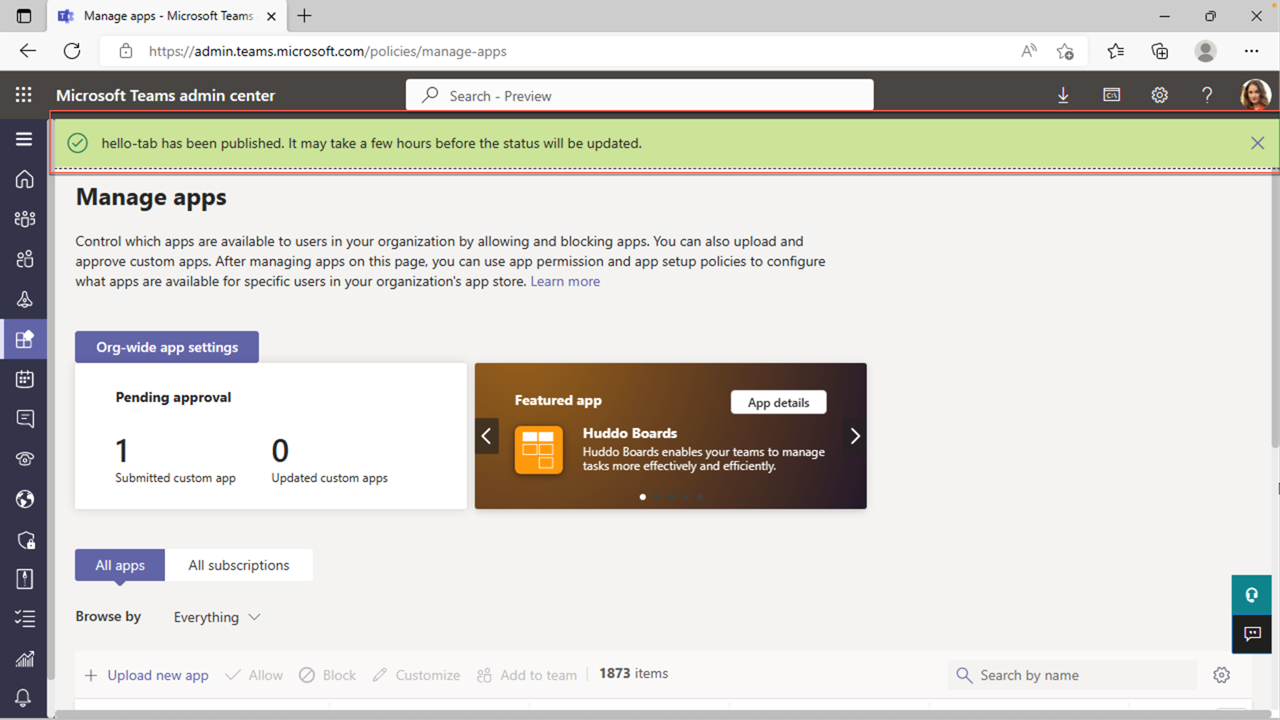 Manage apps - Microsoft Teams
https://admin.teams.microsoft.com/policies/manage-apps
Microsoft Teams admin center
Search - Preview
hello-tab has been published. It may take a few hours before the status will be updated.
Manage apps
Control which apps are available to users in your organization by allowing and blocking apps. You can also upload and
approve custom apps. After managing apps on this page, you can use app permission and app setup policies to configure
what apps are available for specific users in your organization's app store. Learn more
Org-wide app settings
Pending approval
1
Submitted custom app
0
Updated custom apps
Featured app
App details
Huddo Boards
Huddo Boards enables your teams to manage
tasks more effectively and efficiently.
All apps
All subscriptions
Browse by
Everything
Upload new app
Allow
Block
Customize
Add to team
1873 items
Search by name